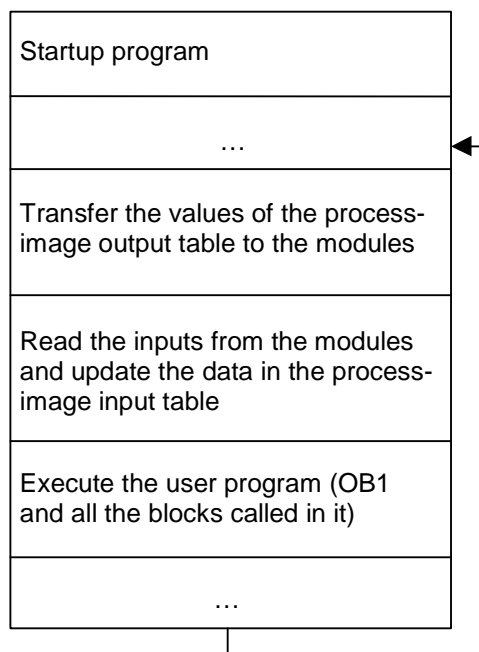 Startup program
…
Transfer the values of the process-
image output table to the modules
Read the inputs from the modules
and update the data in the process-
image input table
Execute the user program (OB1
and all the blocks called in it)
…